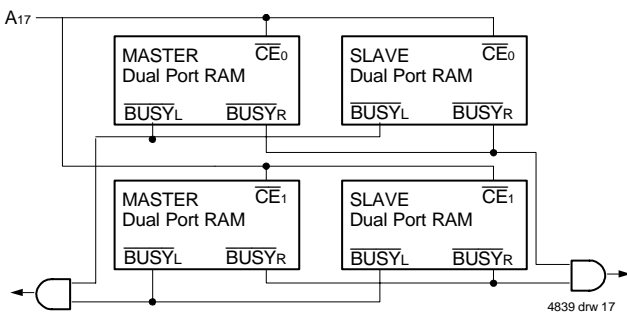 A17
MASTER
Dual Port RAM
CE0
BUSYL BUSYR
SLAVE
Dual Port RAM
CE0
BUSYL BUSYR
MASTER
Dual Port RAM
CE1
BUSYL BUSYR
SLAVE
Dual Port RAM
CE1
BUSYL BUSYR
4839 drw 17